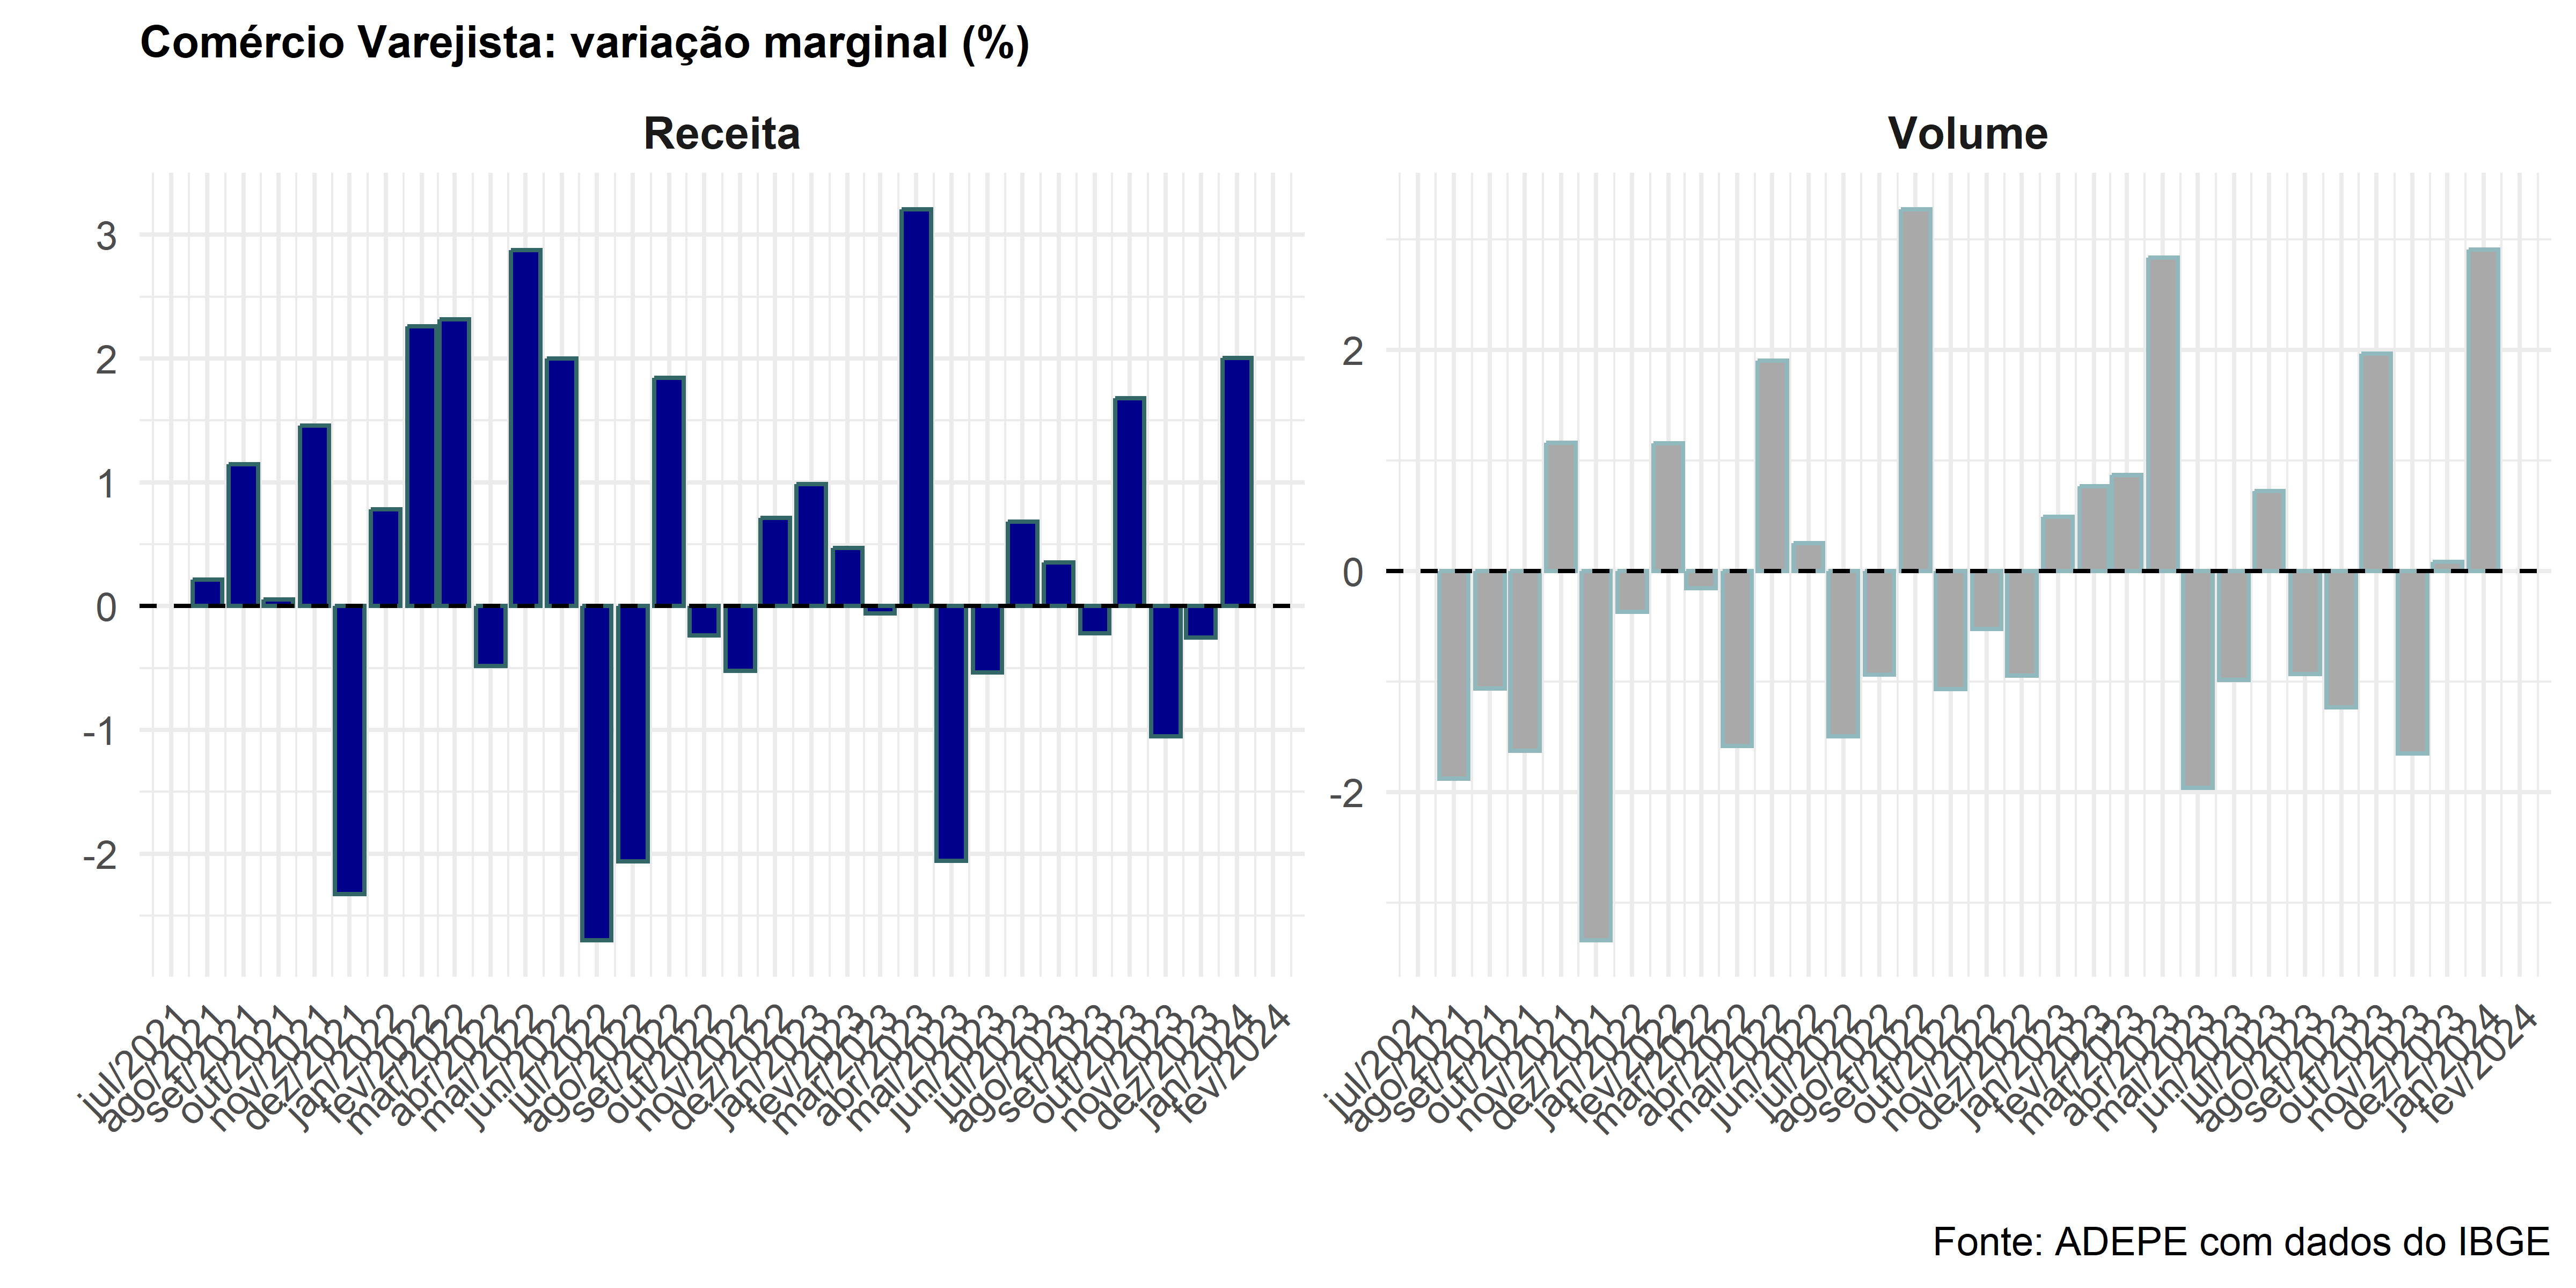 Comércio Varejista: variação marginal (%)
Receita
Volume
3
2
1
0
-1
-2
2
0
-2
jul/2021
ago/2021
set/2021
out/2021
nov/2021
dez/2021
jan/2022
fev/2022
mar/2022
abr/2022
mai/2022
jun/2022
jul/2022
ago/2022
set/2022
out/2022
nov/2022
dez/2022
jan/2023
fev/2023
mar/2023
abr/2023
mai/2023
jun/2023
jul/2023
ago/2023
set/2023
out/2023
nov/2023
dez/2023
jan/2024
fev/2024
jul/2021
ago/2021
set/2021
out/2021
nov/2021
dez/2021
jan/2022
fev/2022
mar/2022
abr/2022
mai/2022
jun/2022
jul/2022
ago/2022
set/2022
out/2022
nov/2022
dez/2022
jan/2023
fev/2023
mar/2023
abr/2023
mai/2023
jun/2023
jul/2023
ago/2023
set/2023
out/2023
nov/2023
dez/2023
jan/2024
fev/2024
Fonte: ADEPE com dados do IBGE